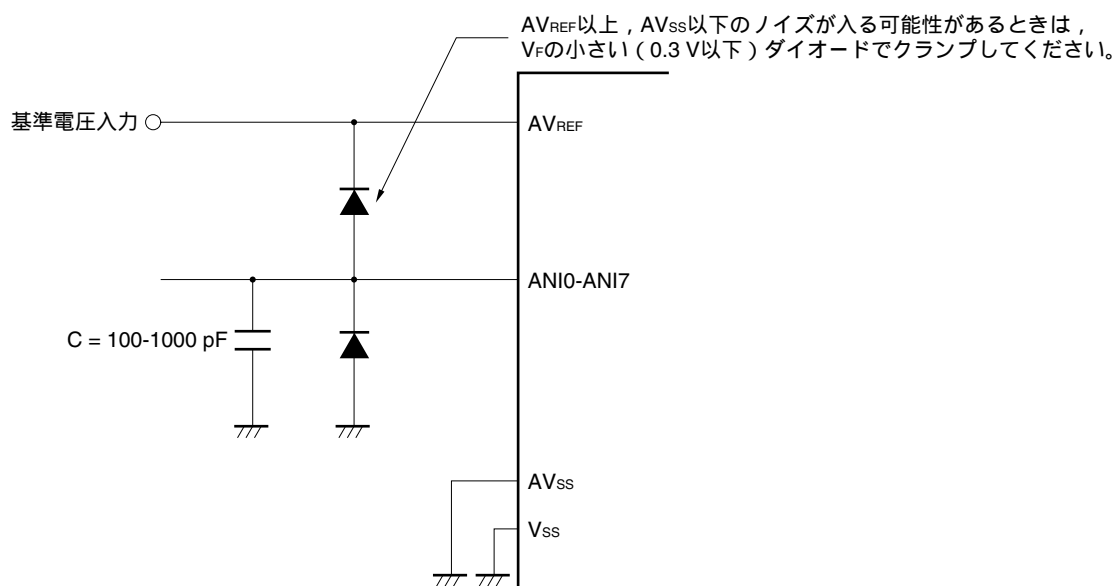 AVREF以上，AVSS以下のノイズが入る可能性があるときは，
VFの小さい（0.3 V以下）ダイオードでクランプしてください。
基準電圧入力
AVREF
ANI0-ANI7
C = 100-1000 pF
AVSS
VSS